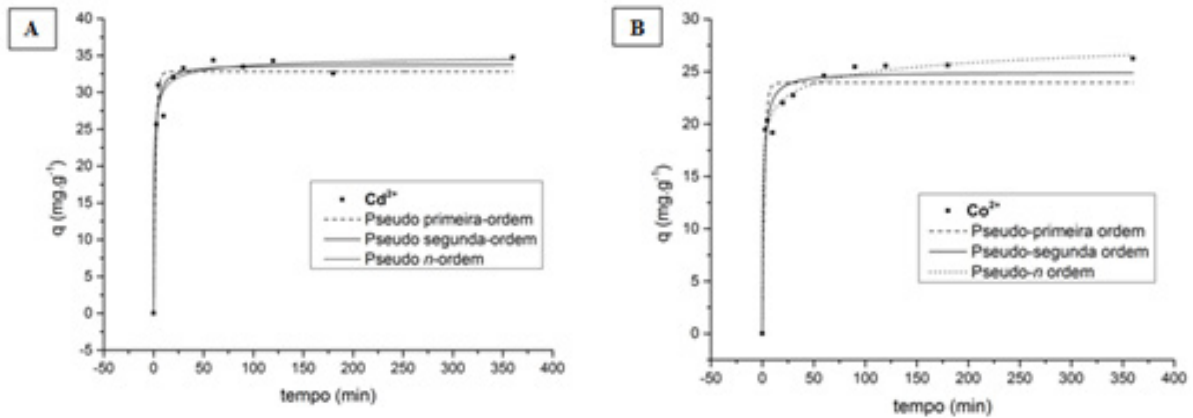 A
40
35
30
25
20
15
10
5
0
-5
q (mg.g⁻¹)
Cd²⁺
Pseudo primeira-ordem
Pseudo segunda-ordem
Pseudo n-ordem
-50 0 50 100 150 200 250 300 350 400
tempo (min)
B
30
25
20
15
10
5
0
q (mg.g⁻¹)
Co²⁺
Pseudo-primeira ordem
Pseudo-segunda ordem
Pseudo-n ordem
-50 0 50 100 150 200 250 300 350 400
tempo (min)